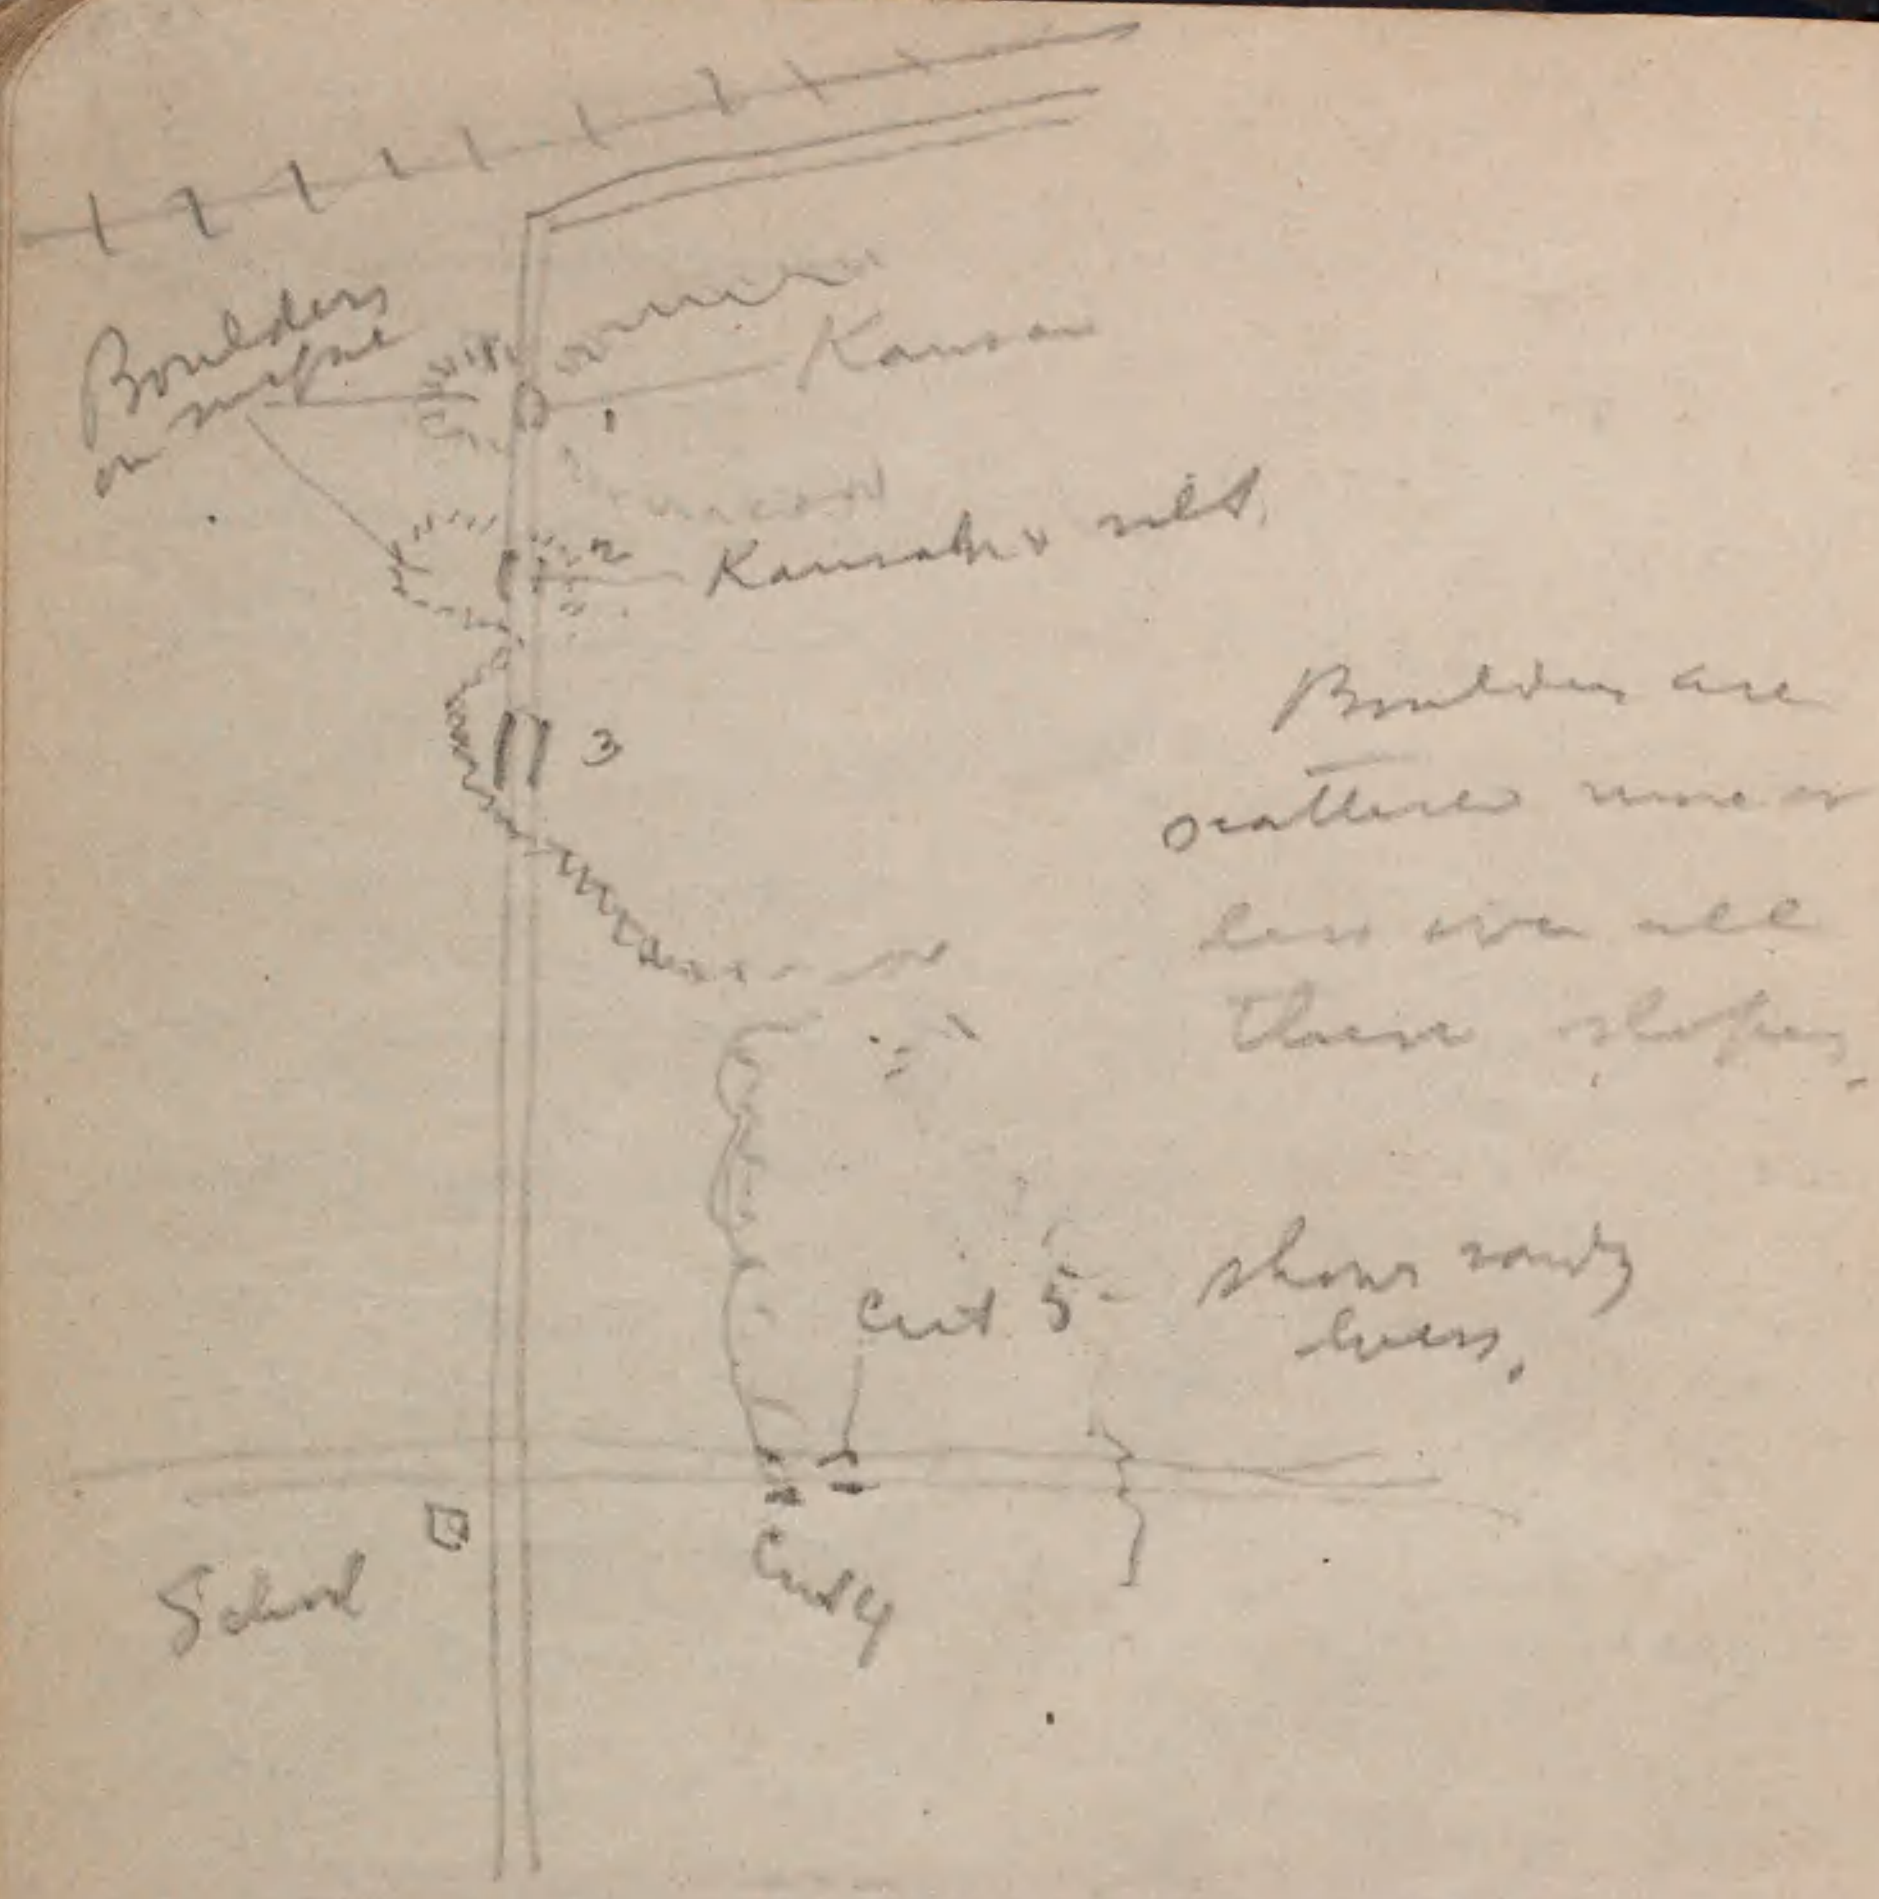 Boulders
on surface
Kansan
1
2
Kansan & silt.
3
Boulders are
scattered more or
less over all
these slopes.
Cut 5 - shows sandy
loess.
School
Cut 4